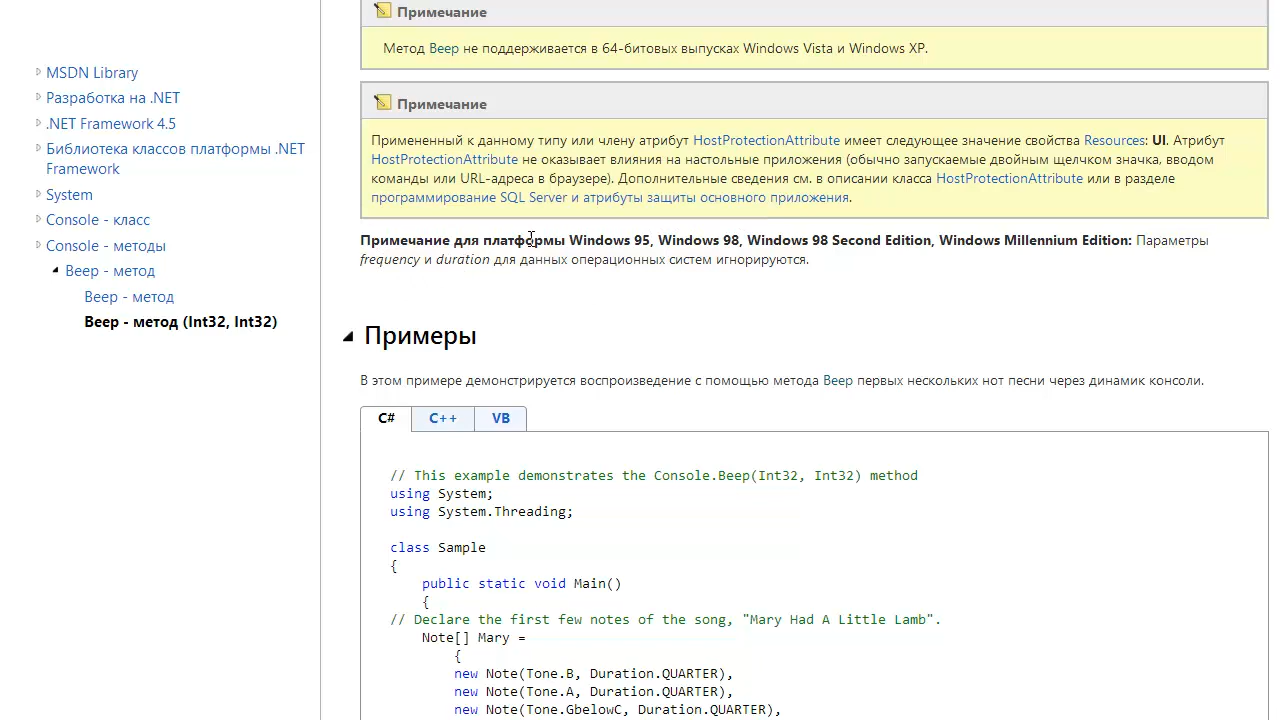 MSDN Library
Разработка на .NET
.NET Framework 4.5
Библиотека классов платформы .NET
Framework
System
Console - класс
Console - методы
Beep - метод
Beep - метод
Beep - метод (Int32, Int32)
Примечание
Метод Beep не поддерживается в 64-битовых выпусках Windows Vista и Windows XP.
Примечание
Примененный к данному типу или члену атрибут HostProtectionAttribute имеет следующее значение свойства Resources: UI. Атрибут
HostProtectionAttribute не оказывает влияния на настольные приложения (обычно запускаемые двойным щелчком значка, вводом
команды или URL-адреса в браузере). Дополнительные сведения см. в описании класса HostProtectionAttribute или в разделе
программирование SQL Server и атрибуты защиты основного приложения.
Примечание для платформы Windows 95, Windows 98, Windows 98 Second Edition, Windows Millennium Edition: Параметры
frequency и duration для данных операционных систем игнорируются.
Примеры
В этом примере демонстрируется воспроизведение с помощью метода Beep первых нескольких нот песни через динамик консоли.
C# C++ VB
// This example demonstrates the Console.Beep(Int32, Int32) method
using System;
using System.Threading;
class Sample
{
public static void Main()
{
// Declare the first few notes of the song, "Mary Had A Little Lamb".
Note[] Mary =
{
new Note(Tone.B, Duration.QUARTER),
new Note(Tone.A, Duration.QUARTER),
new Note(Tone.GbelowC, Duration.QUARTER),